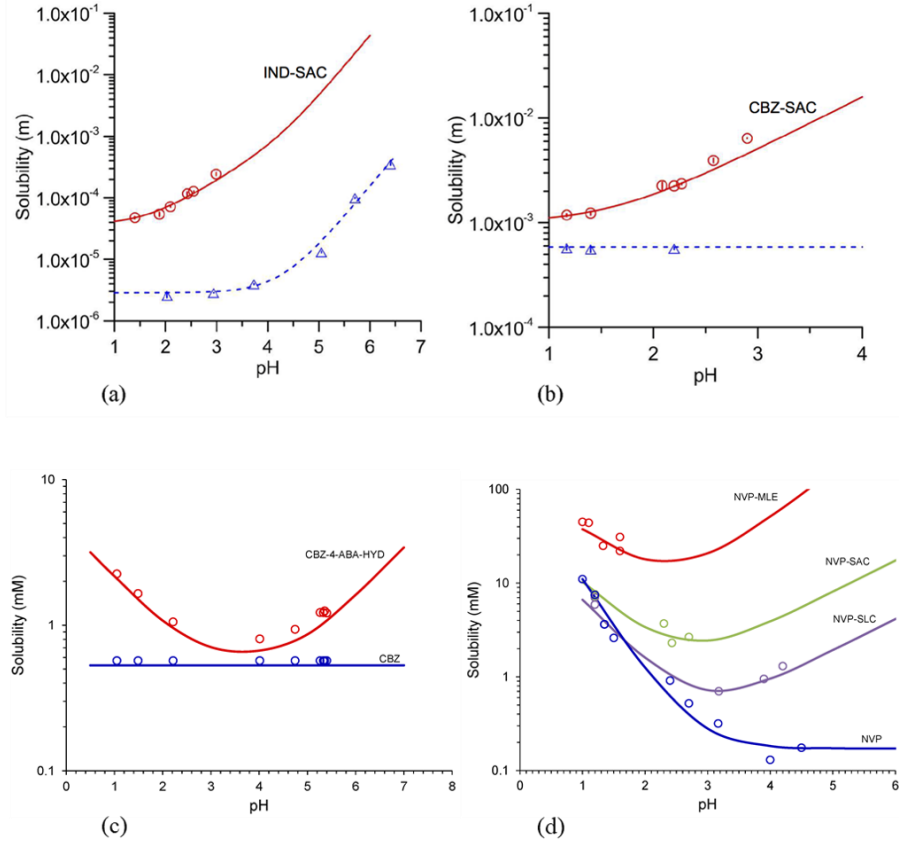 1.0x10-1
1.0x10-2
1.0x10-3
1.0x10-4
1.0x10-5
1.0x10-6
Solubility (m)
IND-SAC
1 2 3 4 5 6 7
pH
(a)
1.0x10-1
1.0x10-2
1.0x10-3
1.0x10-4
Solubility (m)
CBZ-SAC
1 2 3 4
pH
(b)
10
1
0.1
Solubility (mM)
CBZ-4-ABA-HYD
CBZ
0 1 2 3 4 5 6 7 8
pH
(c)
100
10
1
0.1
Solubility (mM)
NVP-MLE
NVP-SAC
NVP-SLC
NVP
0 1 2 3 4 5 6
pH
(d)